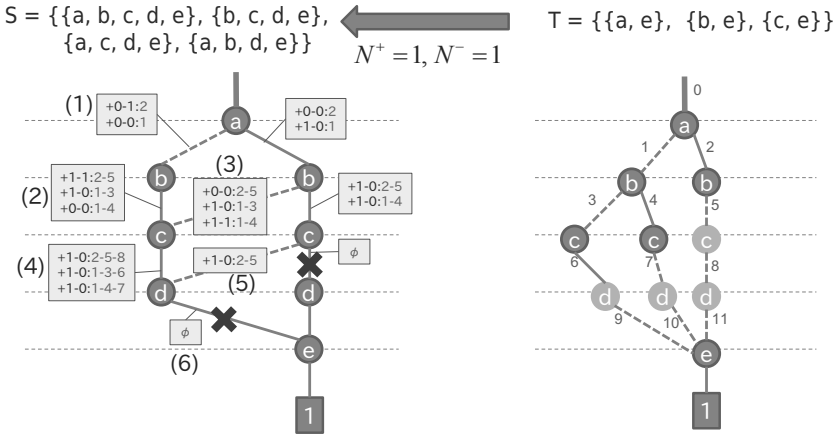 S = {{a, b, c, d, e}, {b, c, d, e},
{a, c, d, e}, {a, b, d, e}}
N⁺ = 1, N⁻ = 1
T = {{a, e}, {b, e}, {c, e}}
(1)
+0-1:2
+0-0:1
a
+0-0:2
+1-0:1
(2)
+1-1:2-5
+1-0:1-3
+0-0:1-4
b
(3)
+0-0:2-5
+1-0:1-3
+1-1:1-4
b
+1-0:2-5
+1-0:1-4
c
c
ϕ
(4)
+1-0:2-5-8
+1-0:1-3-6
+1-0:1-4-7
+1-0:2-5
(5)
d
d
ϕ
(6)
e
1
0
a
1
2
b
b
3
4
5
c
c
c
6
7
8
d
d
d
9
10
11
e
1